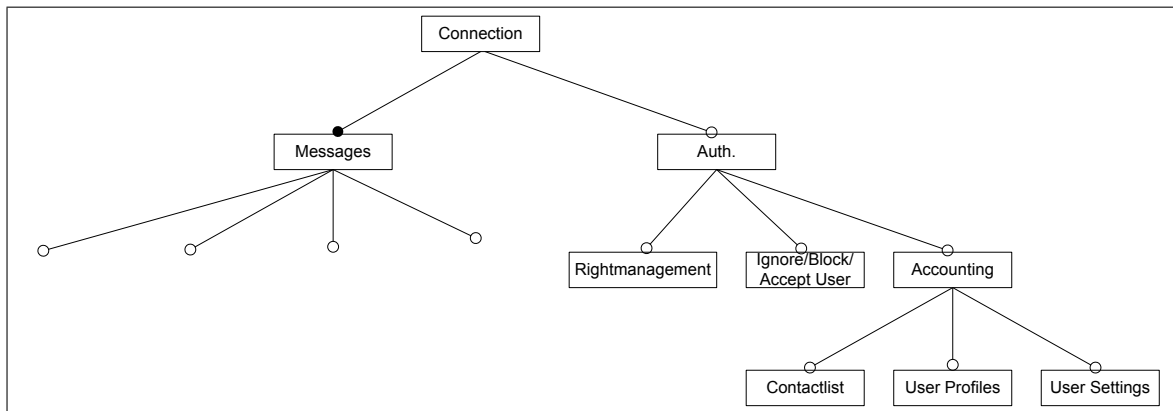 Connection
Messages
Auth.
Rightmanagement
Ignore/Block/
Accept User
Accounting
Contactlist
User Profiles
User Settings